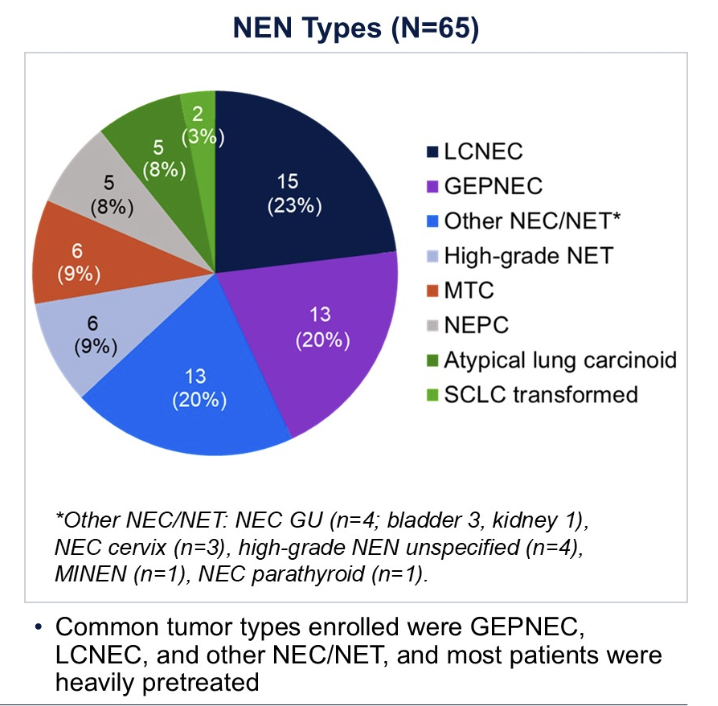 NEN Types (N=65)
2
(3%)
15
(23%)
5
(8%)
5
(8%)
6
(9%)
6
(9%)
13
(20%)
13
(20%)
LCNEC
GEPNEC
Other NEC/NET*
High-grade NET
MTC
NEPC
Atypical lung carcinoid
SCLC transformed
*Other NEC/NET: NEC GU (n=4; bladder 3, kidney 1),
NEC cervix (n=3), high-grade NEN unspecified (n=4),
MINEN (n=1), NEC parathyroid (n=1).
• Common tumor types enrolled were GEPNEC,
LCNEC, and other NEC/NET, and most patients were
heavily pretreated